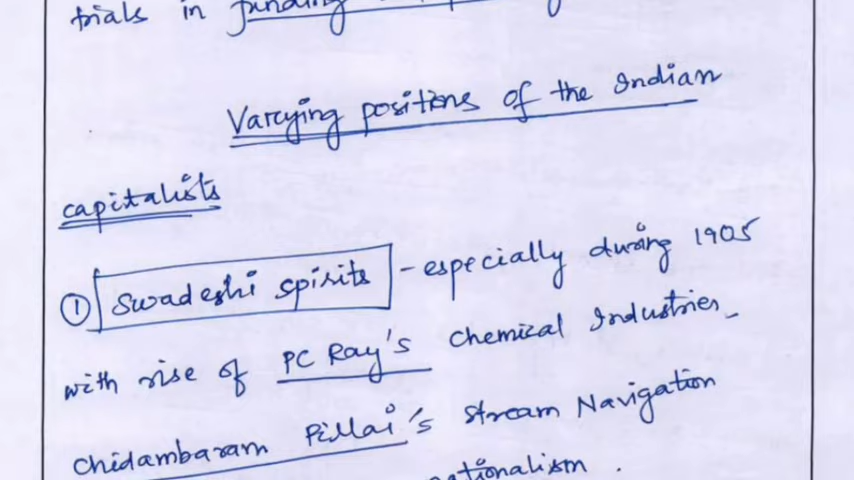 trials in funding
Varying positions of the Indian
capitalists
① Swadeshi spirits - especially during 1905
with rise of PC Ray's Chemical Industries
Chidambaram Pillai's Stream Navigation